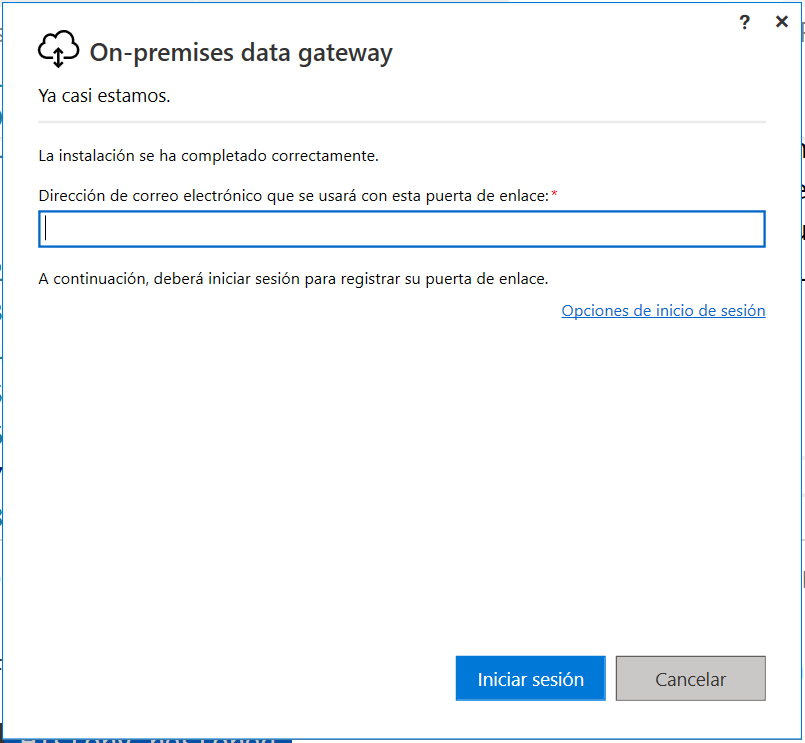 ?
On-premises data gateway
Ya casi estamos.
La instalación se ha completado correctamente.
Dirección de correo electrónico que se usará con esta puerta de enlace:*
A continuación, deberá iniciar sesión para registrar su puerta de enlace.
Opciones de inicio de sesión
Iniciar sesión
Cancelar